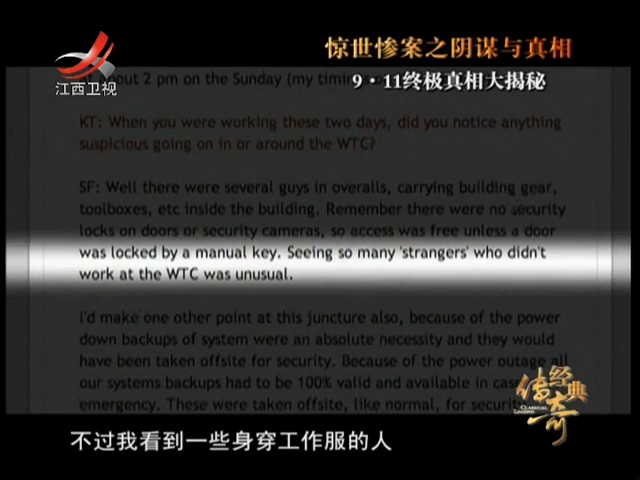 惊世惨案之阴谋与真相
9·11终极真相大揭秘
江西卫视
about 2 pm on the Sunday (my timin
KT: When you were working these two days, did you notice anything
suspicious going on in or around the WTC?
SF: Well there were several guys in overalls, carrying building gear,
toolboxes, etc inside the building. Remember there were no security
locks on doors or security cameras, so access was free unless a door
was locked by a manual key. Seeing so many 'strangers' who didn't
work at the WTC was unusual.
I'd make one other point at this juncture also, because of the power
down backups of system were an absolute necessity and they would
have been taken offsite for security. Because of the power outage all
our systems backups had to be 100% valid and available in case
emergency. These were taken offsite, like normal, for security
经典
传奇
CLASSICAL
不过我看到一些身穿工作服的人